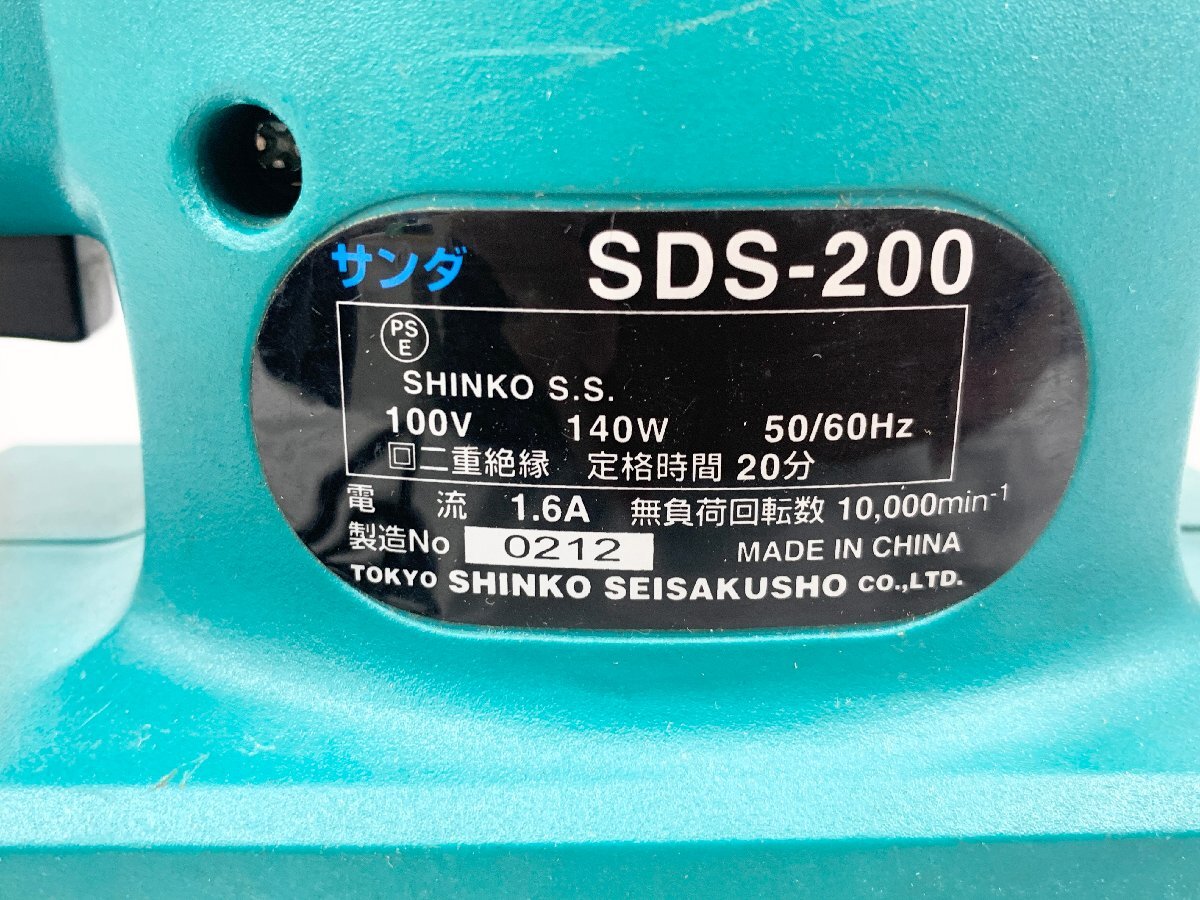 サンダ SDS-200
PS
E
SHINKO S.S.
100V 140W 50/60Hz
回二重絶縁 定格時間 20分
電流 1.6A 無負荷回転数 10,000min-1
製造No 0212 MADE IN CHINA
TOKYO SHINKO SEISAKUSHO CO.,LTD.